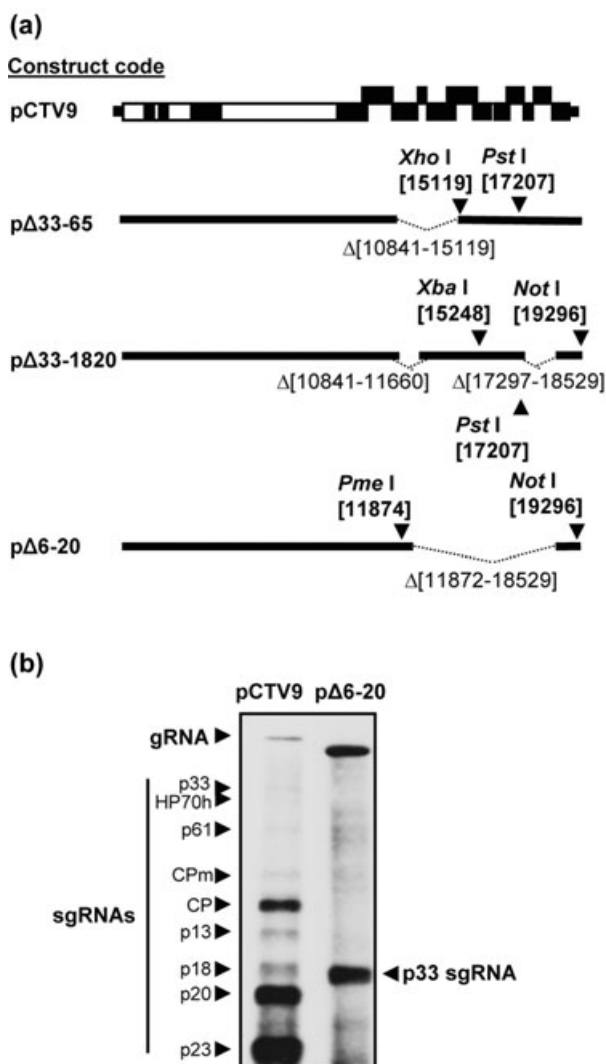 (a)
Construct code
pCTV9
Xho I Pst I
[15119] [17207]
pΔ33-65
Δ[10841-15119]
Xba I Not I
[15248] [19296]
pΔ33-1820
Δ[10841-11660] Δ[17297-18529]
Pst I
[17207]
Pme I Not I
[11874] [19296]
pΔ6-20
Δ[11872-18529]
(b)
pCTV9 pΔ6-20
gRNA
p33
HP70h
p61
CPm
sgRNAs
CP
p13
p18
p33 sgRNA
p20
p23